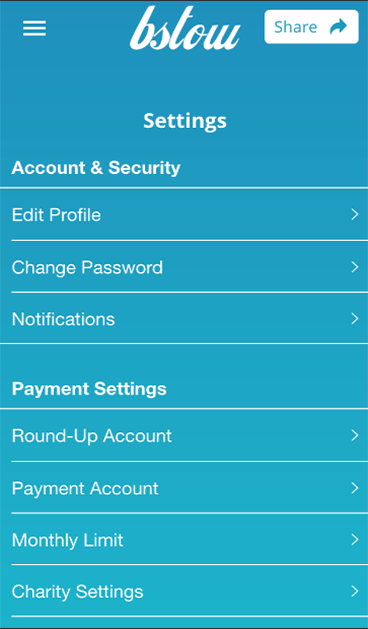 bstow
Share
Settings
Account & Security
Edit Profile
Change Password
Notifications
Payment Settings
Round-Up Account
Payment Account
Monthly Limit
Charity Settings